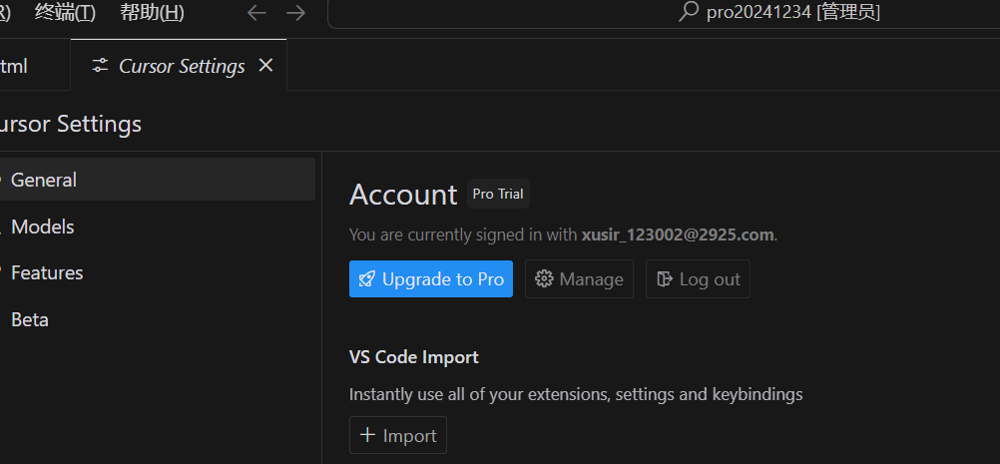 R) 终端(T) 帮助(H) pro20241234 [管理员]
tml Cursor Settings
ursor Settings
General
Models
Features
Beta
Account Pro Trial
You are currently signed in with xusir_123002@2925.com.
Upgrade to Pro Manage Log out
VS Code Import
Instantly use all of your extensions, settings and keybindings
Import